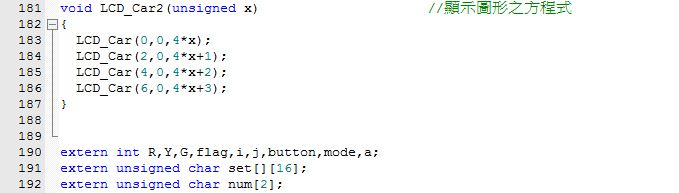 181 void LCD_Car2(unsigned x) //顯示圖形之方程式
182 {
183 LCD_Car(0,0,4*x);
184 LCD_Car(2,0,4*x+1);
185 LCD_Car(4,0,4*x+2);
186 LCD_Car(6,0,4*x+3);
187 }
188
189
190 extern int R,Y,G,flag,i,j,button,mode,a;
191 extern unsigned char set[][16];
192 extern unsigned char num[2];